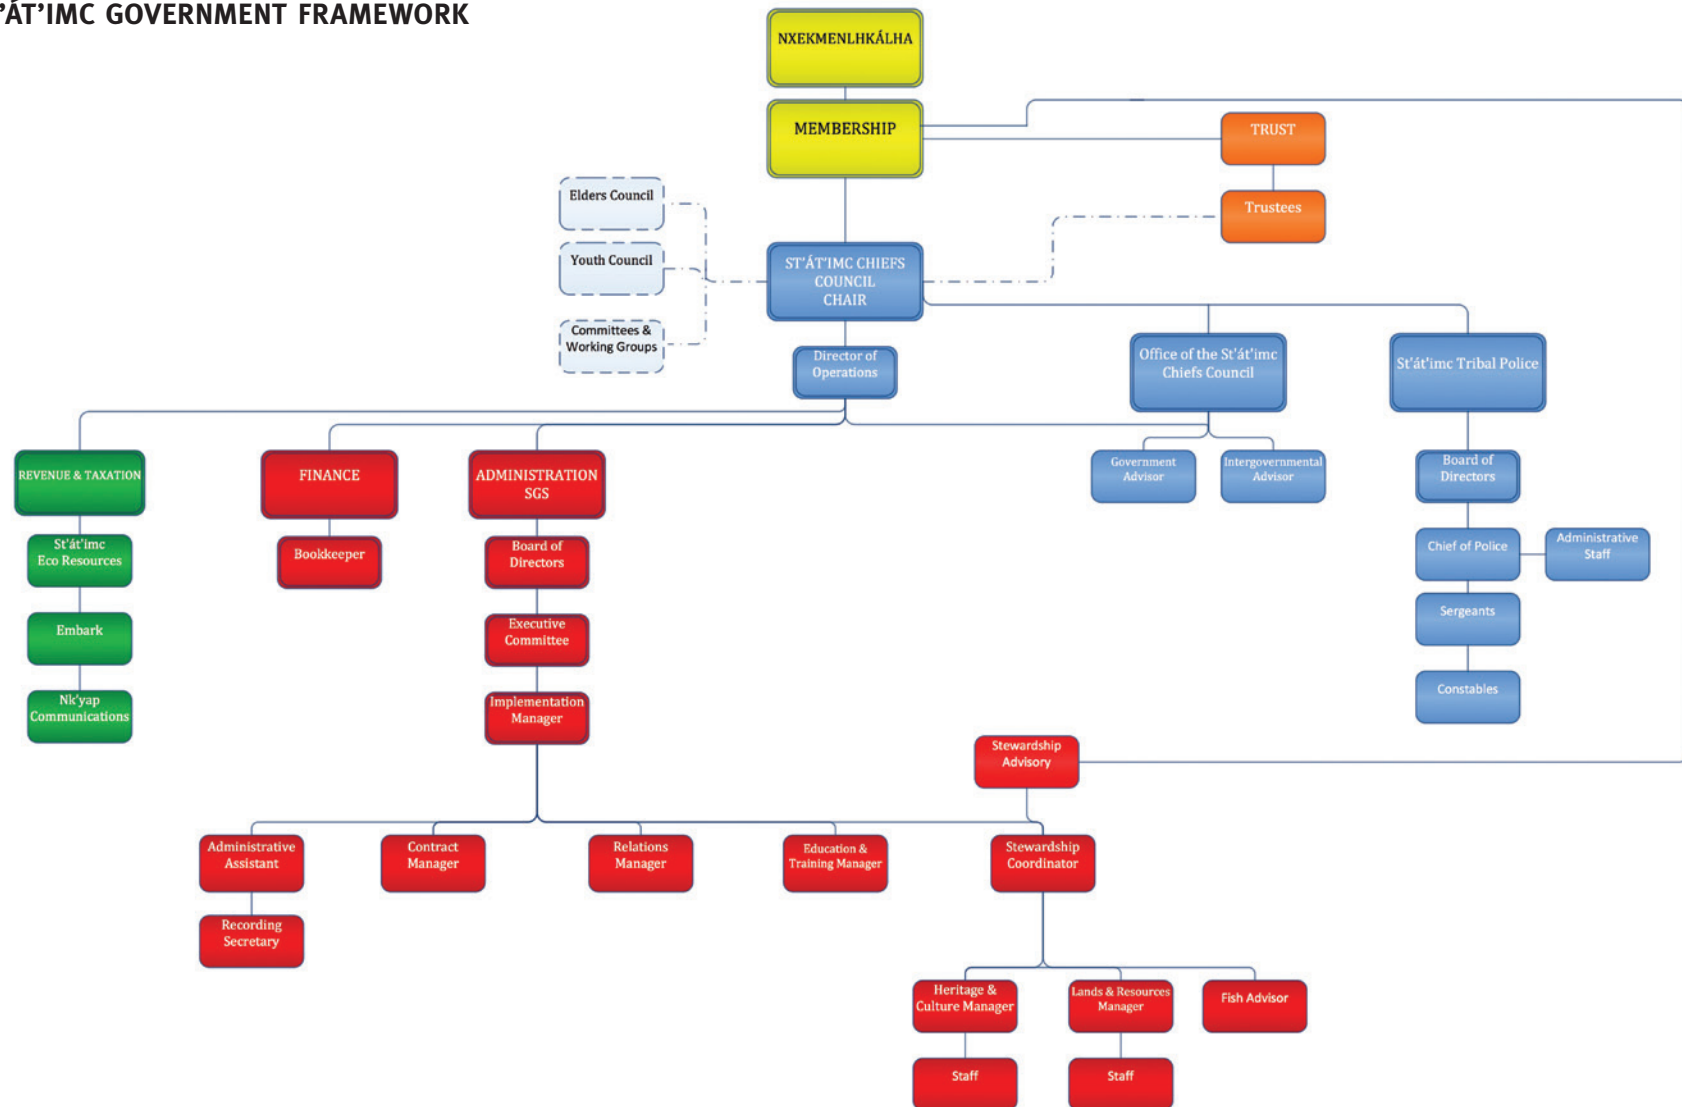 'ÁT'IMC GOVERNMENT FRAMEWORK
NXEKMENLHKÁLHA
MEMBERSHIP
TRUST
Trustees
Elders Council
Youth Council
Committees &
Working Groups
ST'ÁT'IMC CHIEFS
COUNCIL
CHAIR
Director of
Operations
Office of the St'át'imc
Chiefs Council
St'át'imc Tribal Police
REVENUE & TAXATION
FINANCE
ADMINISTRATION
SGS
Government
Advisor
Intergovernmental
Advisor
Board of
Directors
St'át'imc
Eco Resources
Bookkeeper
Board of
Directors
Chief of Police
Administrative
Staff
Embark
Executive
Committee
Sergeants
Nk'yap
Communications
Implementation
Manager
Constables
Stewardship
Advisory
Administrative
Assistant
Contract
Manager
Relations
Manager
Education &
Training Manager
Stewardship
Coordinator
Recording
Secretary
Heritage &
Culture Manager
Lands & Resources
Manager
Fish Advisor
Staff
Staff